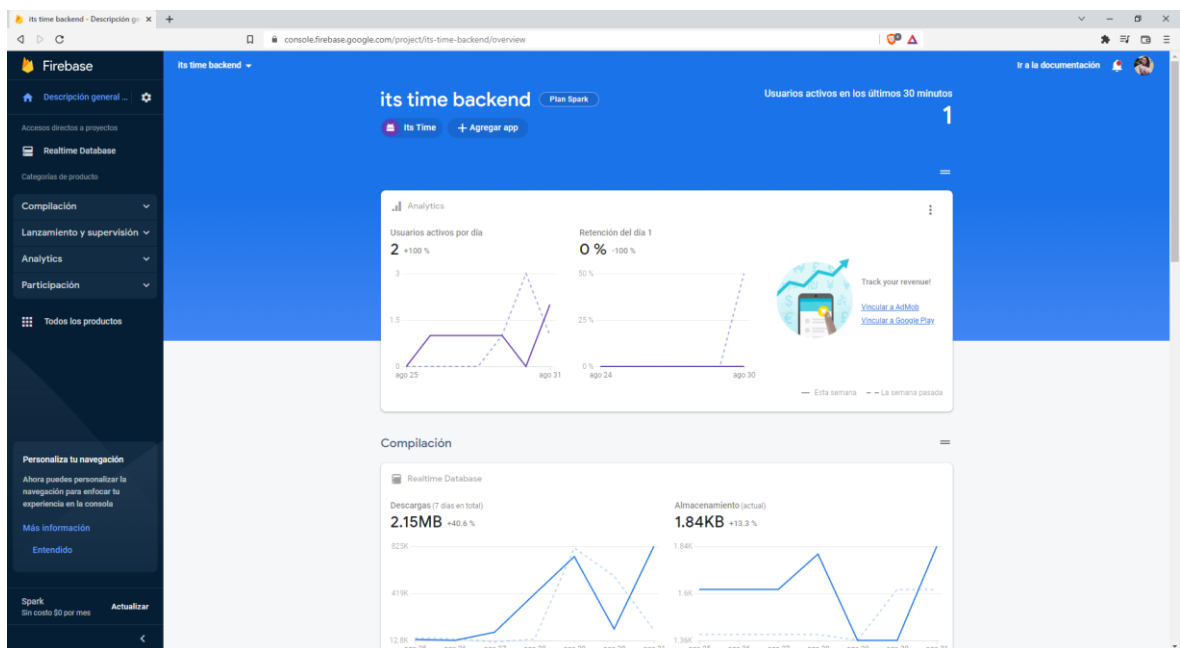 its time backend - Descripción ge
console.firebase.google.com/project/its-time-backend/overview
Firebase
its time backend
Ir a la documentación
Descripción general ...
Accesos directos a proyectos
Realtime Database
Categorías de producto
Compilación
Lanzamiento y supervisión
Analytics
Participación
Todos los productos
Personaliza tu navegación
Ahora puedes personalizar la
navegación para enfocar tu
experiencia en la consola
Más información
Entendido
Spark
Sin costo $0 por mes
Actualizar
its time backend
Plan Spark
Its Time
+ Agregar app
Usuarios activos en los últimos 30 minutos
1
Analytics
Usuarios activos por día
2 +100 %
3
1.5
0
ago 25
ago 31
Retención del día 1
0 % -100 %
50 %
25 %
0 %
ago 24
ago 30
Track your revenue!
Vincular a AdMob
Vincular a Google Play
Esta semana
La semana pasada
Compilación
Realtime Database
Descargas (7 días en total)
2.15MB +40.6 %
825K
419K
12.8K
Almacenamiento (actual)
1.84KB +13.3 %
1.84K
1.6K
1.36K